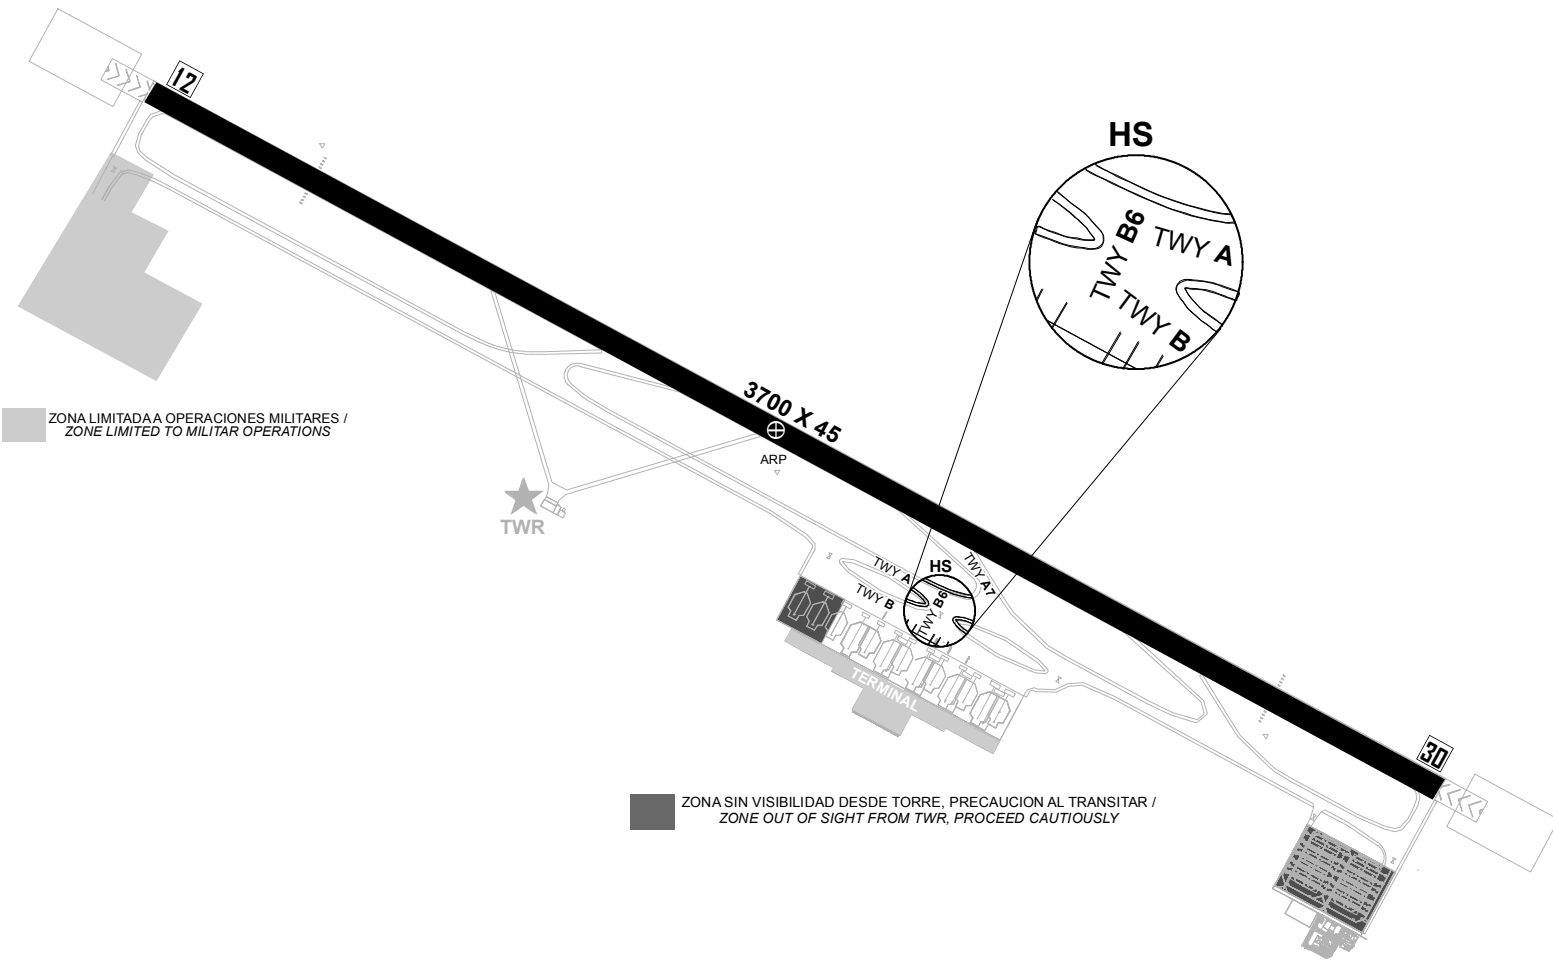 12
HS
TWY B6
TWY A
TWY B
3700 X 45
ZONA LIMITADA A OPERACIONES MILITARES /
ZONE LIMITED TO MILITAR OPERATIONS
ARP
TWR
TWY A
HS
TWY A7
TWY B
TWY B6
TERMINAL
30
ZONA SIN VISIBILIDAD DESDE TORRE, PRECAUCION AL TRANSITAR /
ZONE OUT OF SIGHT FROM TWR, PROCEED CAUTIOUSLY